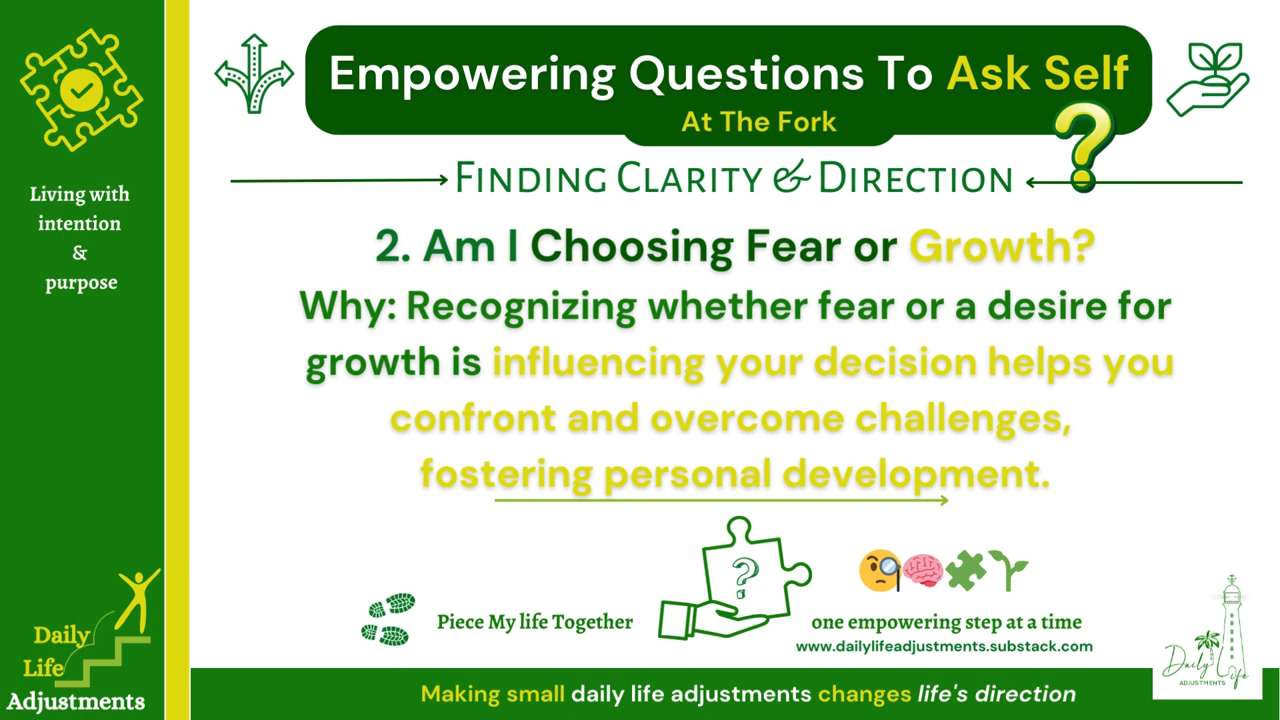 Empowering Questions To Ask Self
At The Fork
Finding Clarity & Direction
Living with
intention
&
purpose
2. Am I Choosing Fear or Growth?
Why: Recognizing whether fear or a desire for
growth is influencing your decision helps you
confront and overcome challenges,
fostering personal development.
?
Piece My life Together
one empowering step at a time
www.dailylifeadjustments.substack.com
Daily
Life
Adjustments
Daily Life
ADJUSTMENTS
Making small daily life adjustments changes life's direction